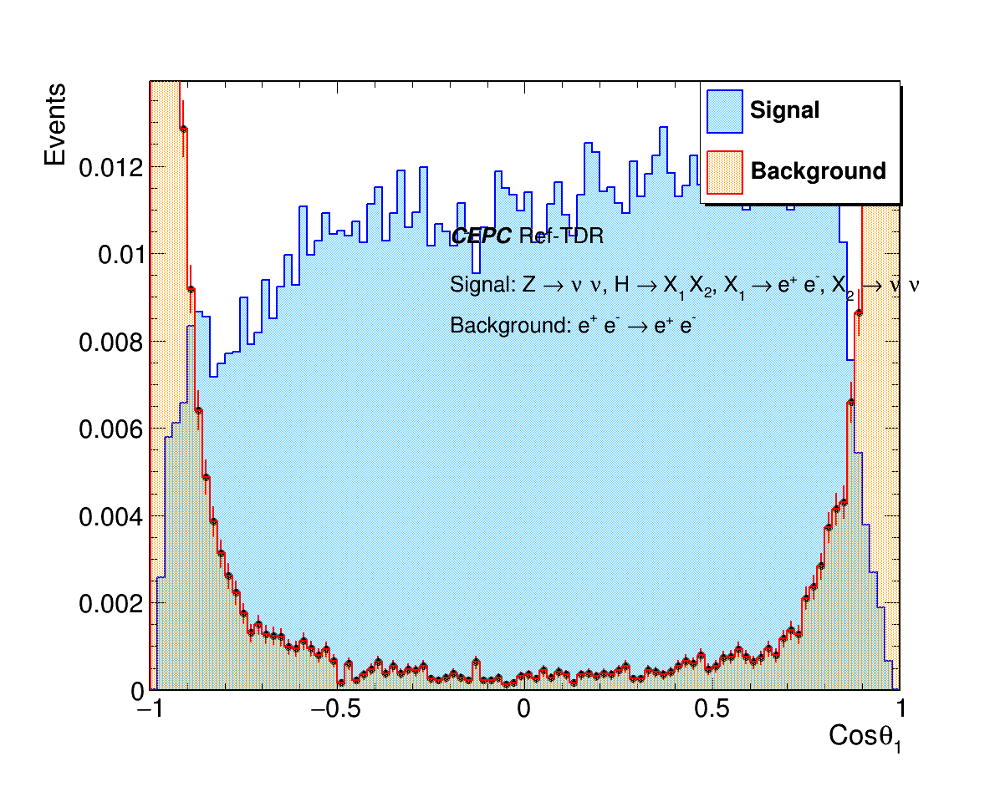 Events
Signal
Background
0.012
0.01
0.008
0.006
0.004
0.002
0
CEPC Ref-TDR
Signal: Z → ν ν, H → X₁ X₂, X₁ → e⁺ e⁻, X₂ → ν ν
Background: e⁺ e⁻ → e⁺ e⁻
−1 −0.5 0 0.5 1
Cosθ₁